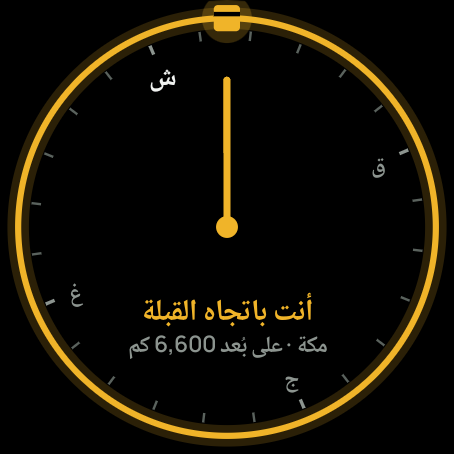 ش
ق
غ
أنت باتجاه القبلة
مكة · على بُعد 6,600 كم
ج